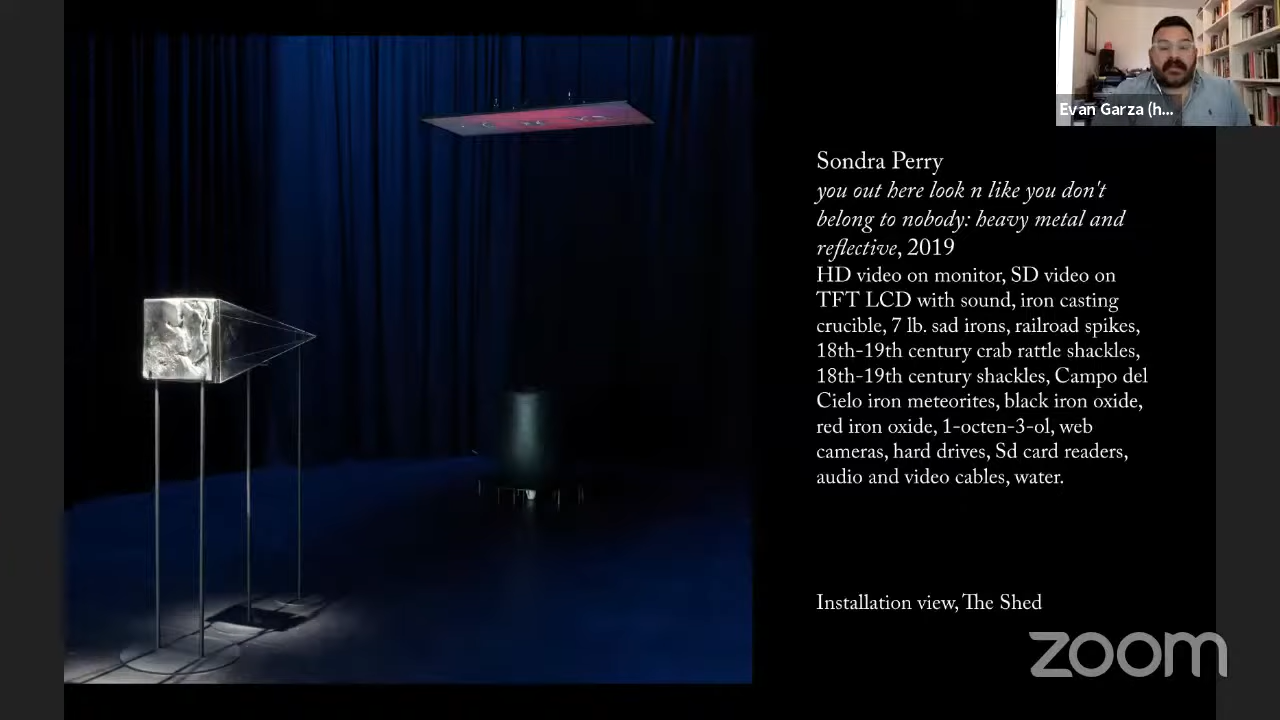 Evan Garza (h...
Sondra Perry
you out here look n like you don't
belong to nobody: heavy metal and
reflective, 2019
HD video on monitor, SD video on
TFT LCD with sound, iron casting
crucible, 7 lb. sad irons, railroad spikes,
18th-19th century crab rattle shackles,
18th-19th century shackles, Campo del
Cielo iron meteorites, black iron oxide,
red iron oxide, 1-octen-3-ol, web
cameras, hard drives, Sd card readers,
audio and video cables, water.
Installation view, The Shed
zoom